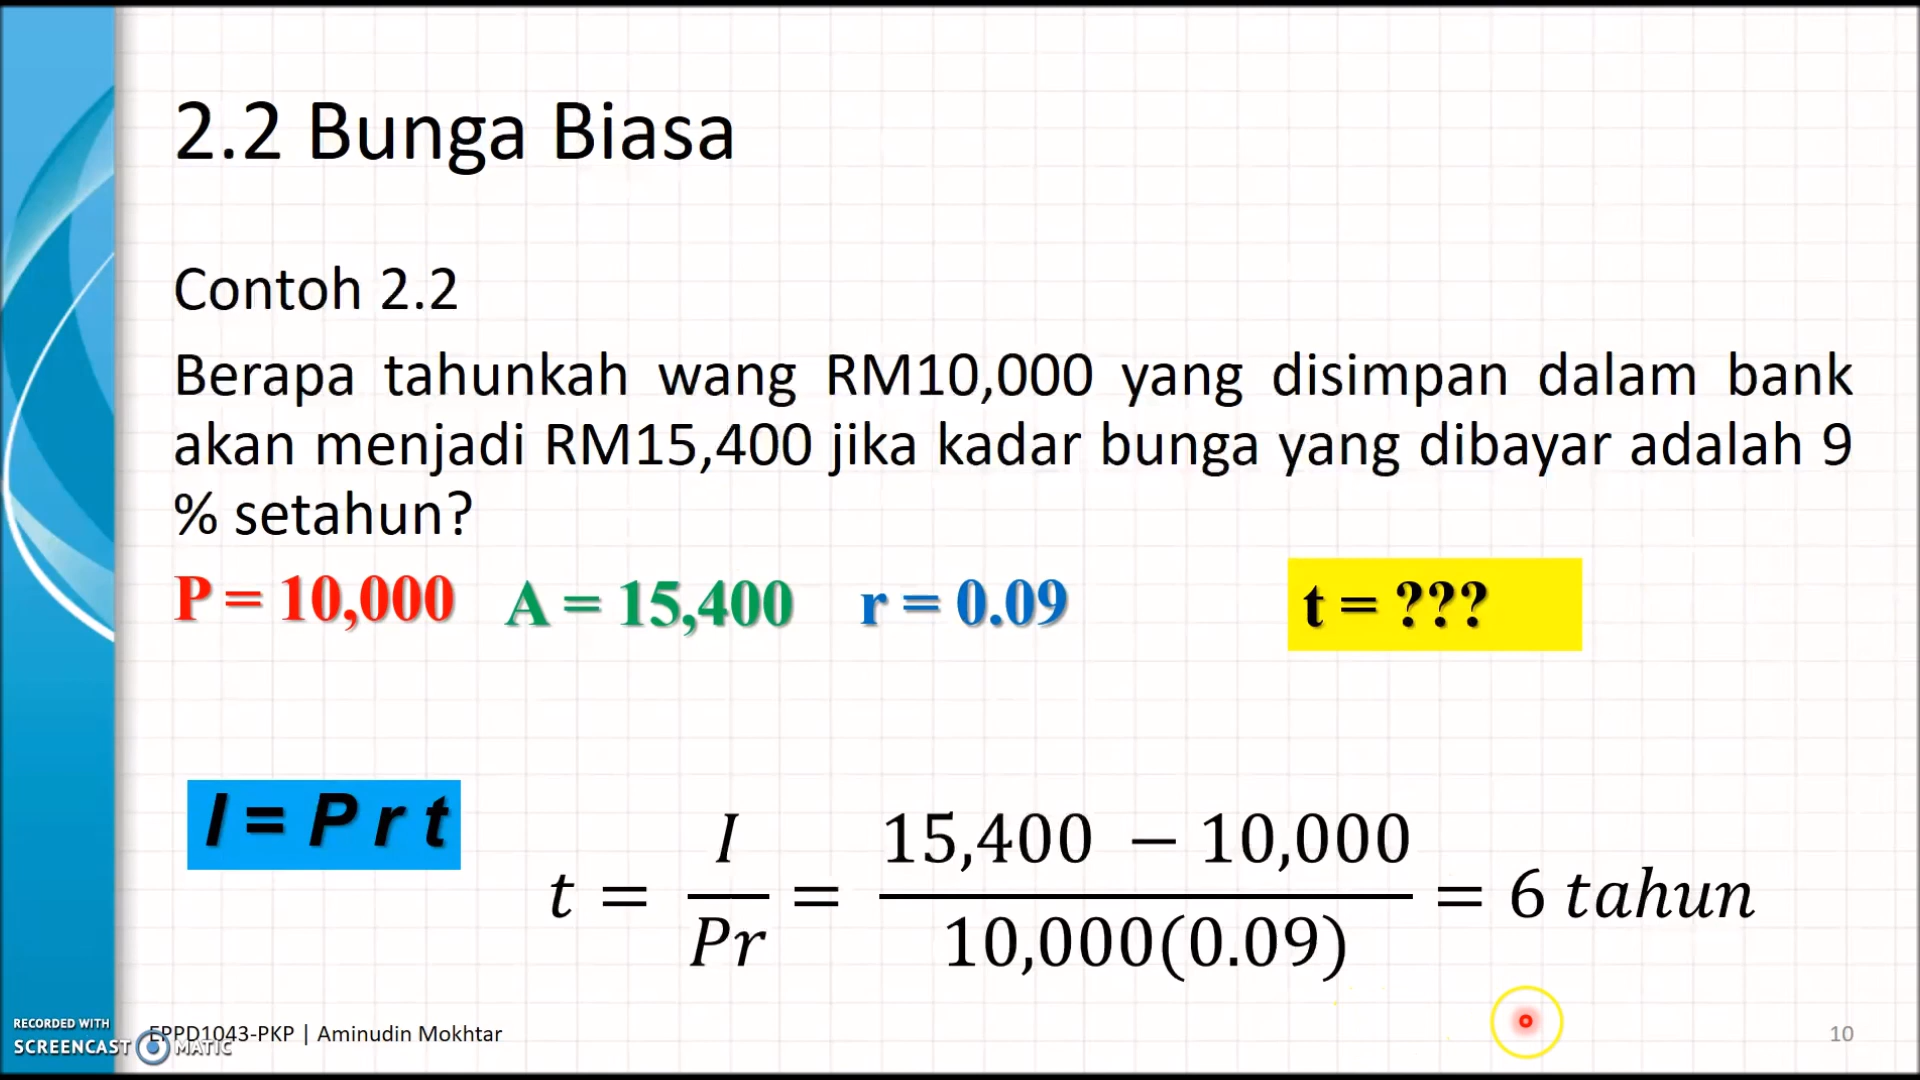 2.2 Bunga Biasa
Contoh 2.2
Berapa tahunkah wang RM10,000 yang disimpan dalam bank
akan menjadi RM15,400 jika kadar bunga yang dibayar adalah 9
% setahun?
P = 10,000 A = 15,400 r = 0.09 t = ???
I = P r t
t = I/Pr = 15,400 − 10,000/10,000(0.09) = 6 tahun
RECORDED WITH
SCREENCAST MATIC
EPPD1043-PKP | Aminudin Mokhtar
10